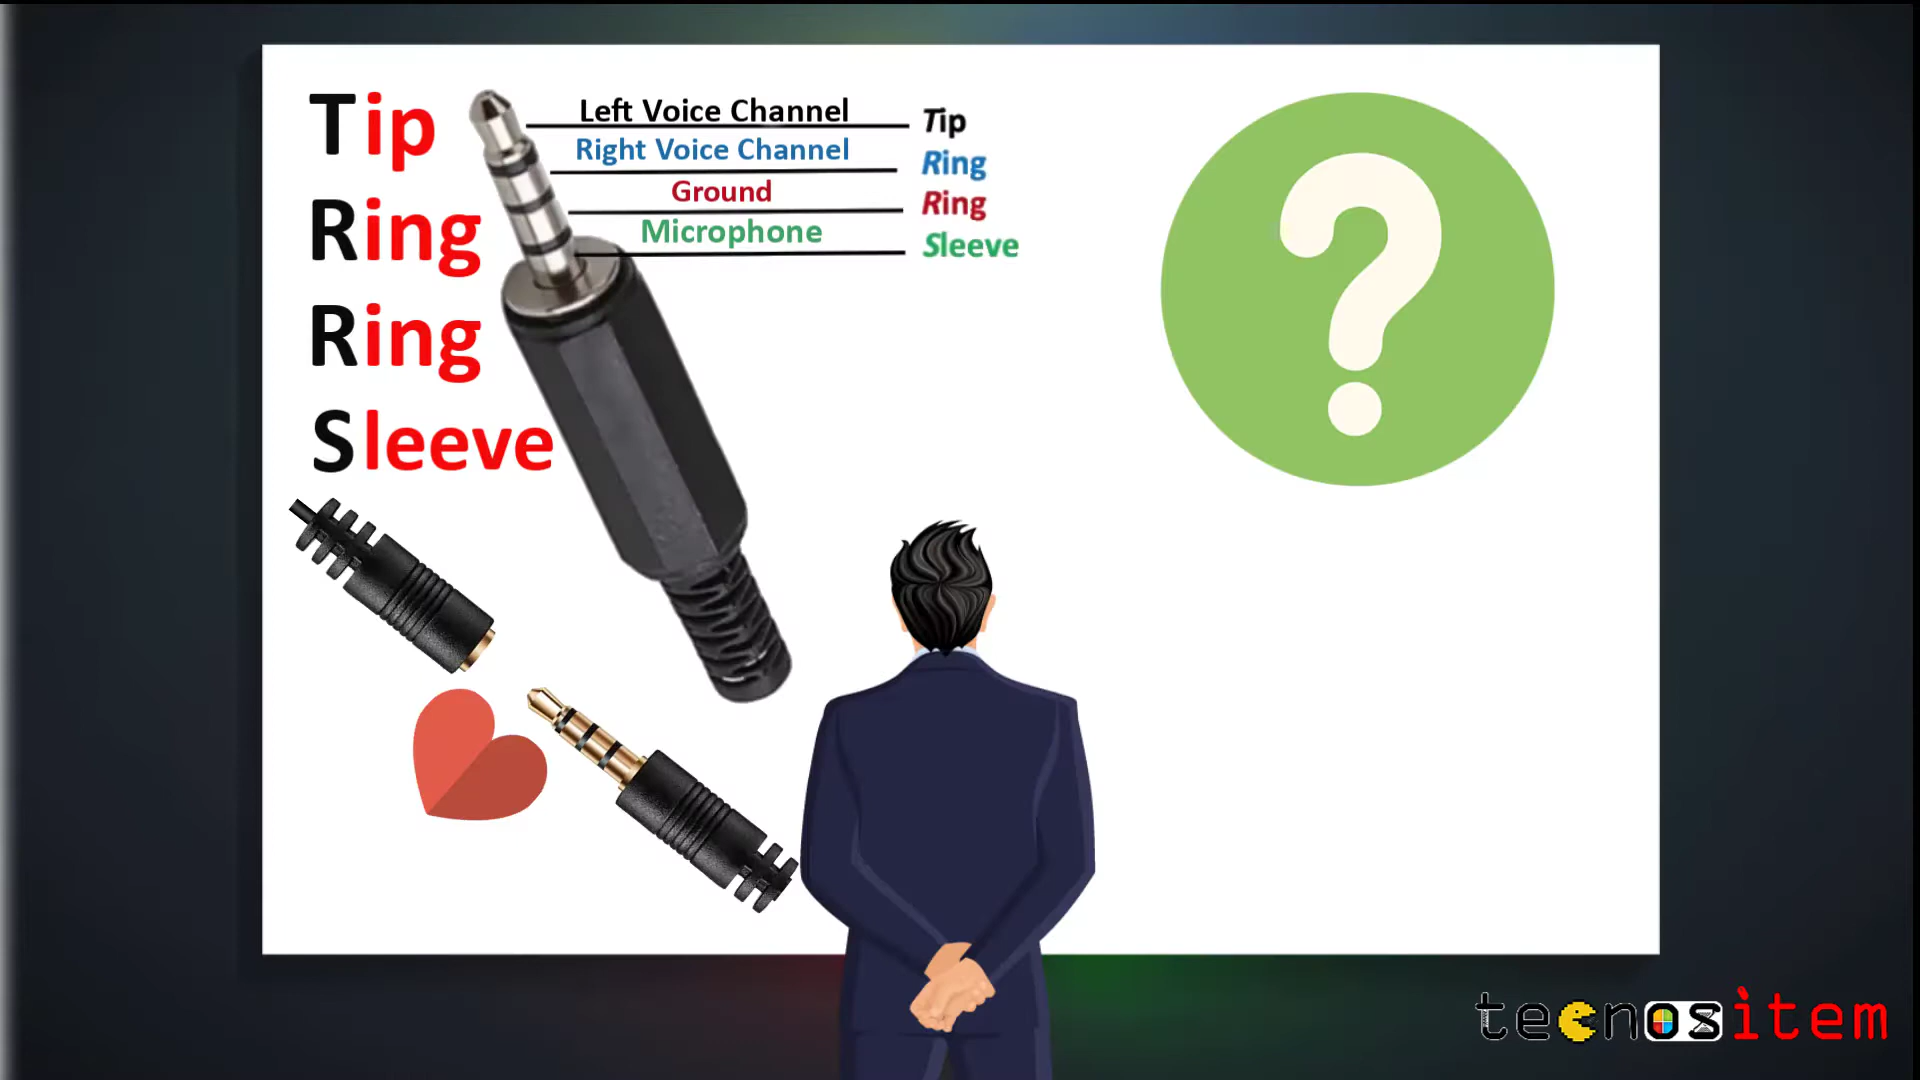 Tip
Ring
Ring
Sleeve
Left Voice Channel
Right Voice Channel
Ground
Microphone
Tip
Ring
Ring
Sleeve
?
tecnositem